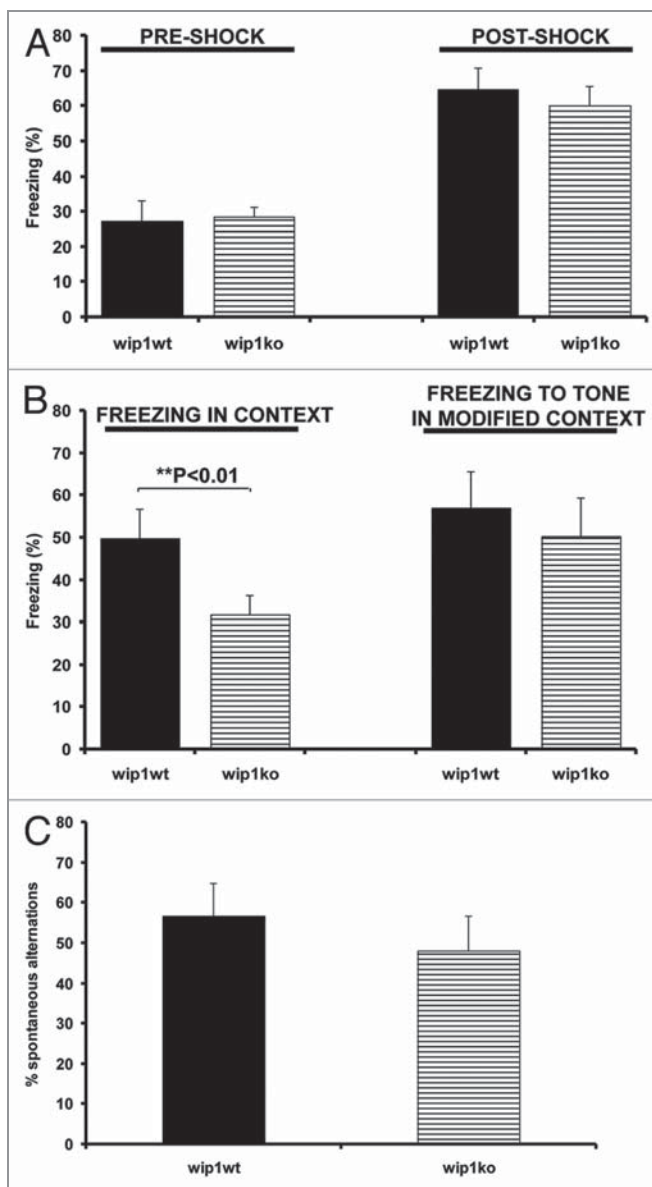 A
PRE-SHOCK POST-SHOCK
80
70
60
50
40
30
20
10
0
Freezing (%)
wip1wt wip1ko wip1wt wip1ko
B
FREEZING IN CONTEXT
FREEZING TO TONE
IN MODIFIED CONTEXT
**P<0.01
80
70
60
50
40
30
20
10
0
Freezing (%)
wip1wt wip1ko wip1wt wip1ko
C
80
70
60
50
40
30
20
10
0
% spontaneous alternations
wip1wt wip1ko